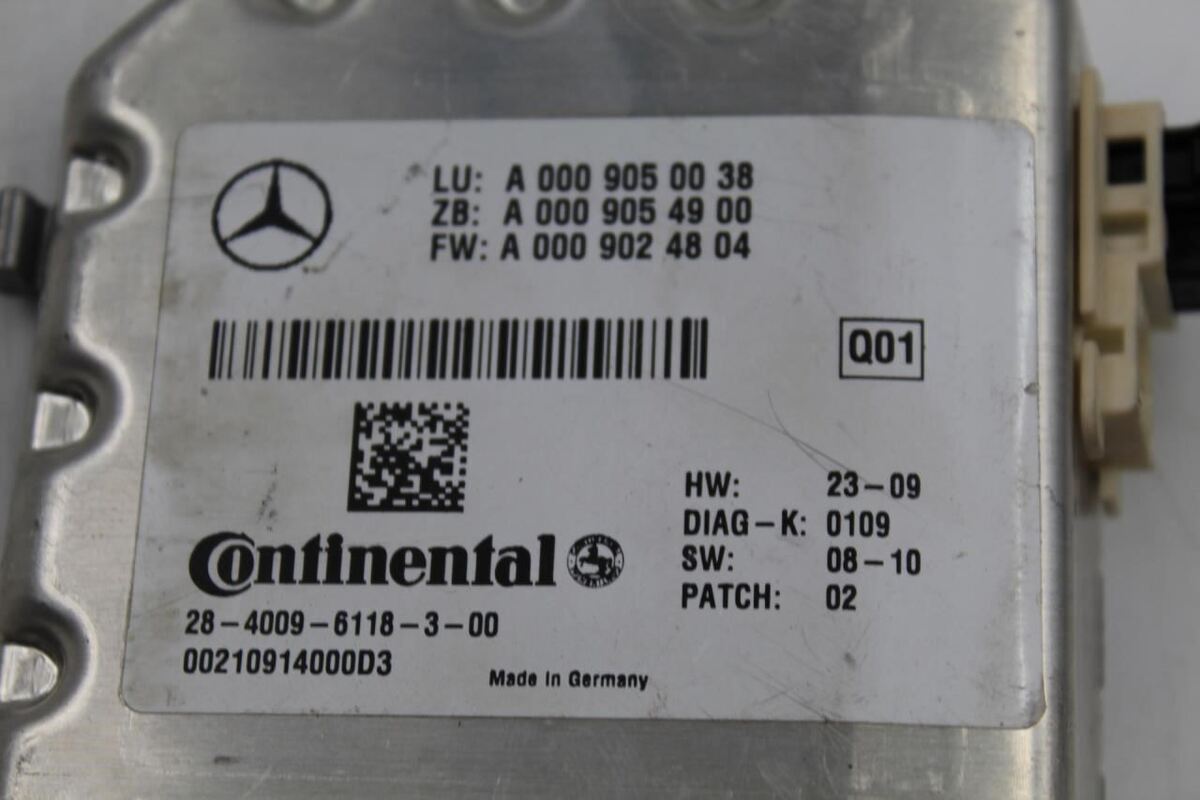 LU: A 000 905 00 38
ZB: A 000 905 49 00
FW: A 000 902 48 04
Q01
HW: 23-09
DIAG-K: 0109
SW: 08-10
PATCH: 02
Continental
28-4009-6118-3-00
00210914000D3
Made in Germany